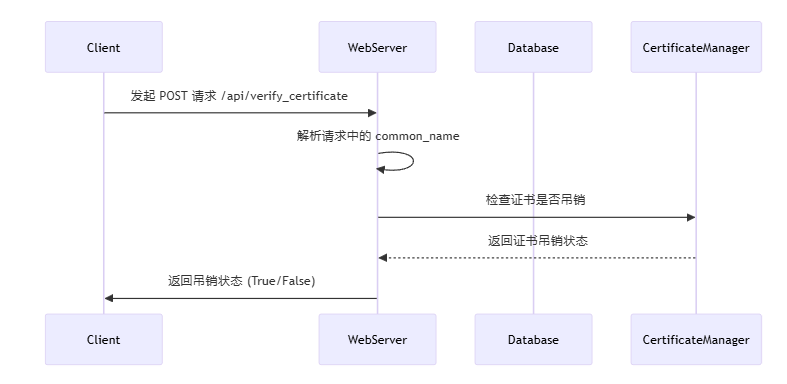 Client
WebServer
Database
CertificateManager
发起 POST 请求 /api/verify_certificate
解析请求中的 common_name
检查证书是否吊销
返回证书吊销状态
返回吊销状态 (True/False)
Client
WebServer
Database
CertificateManager